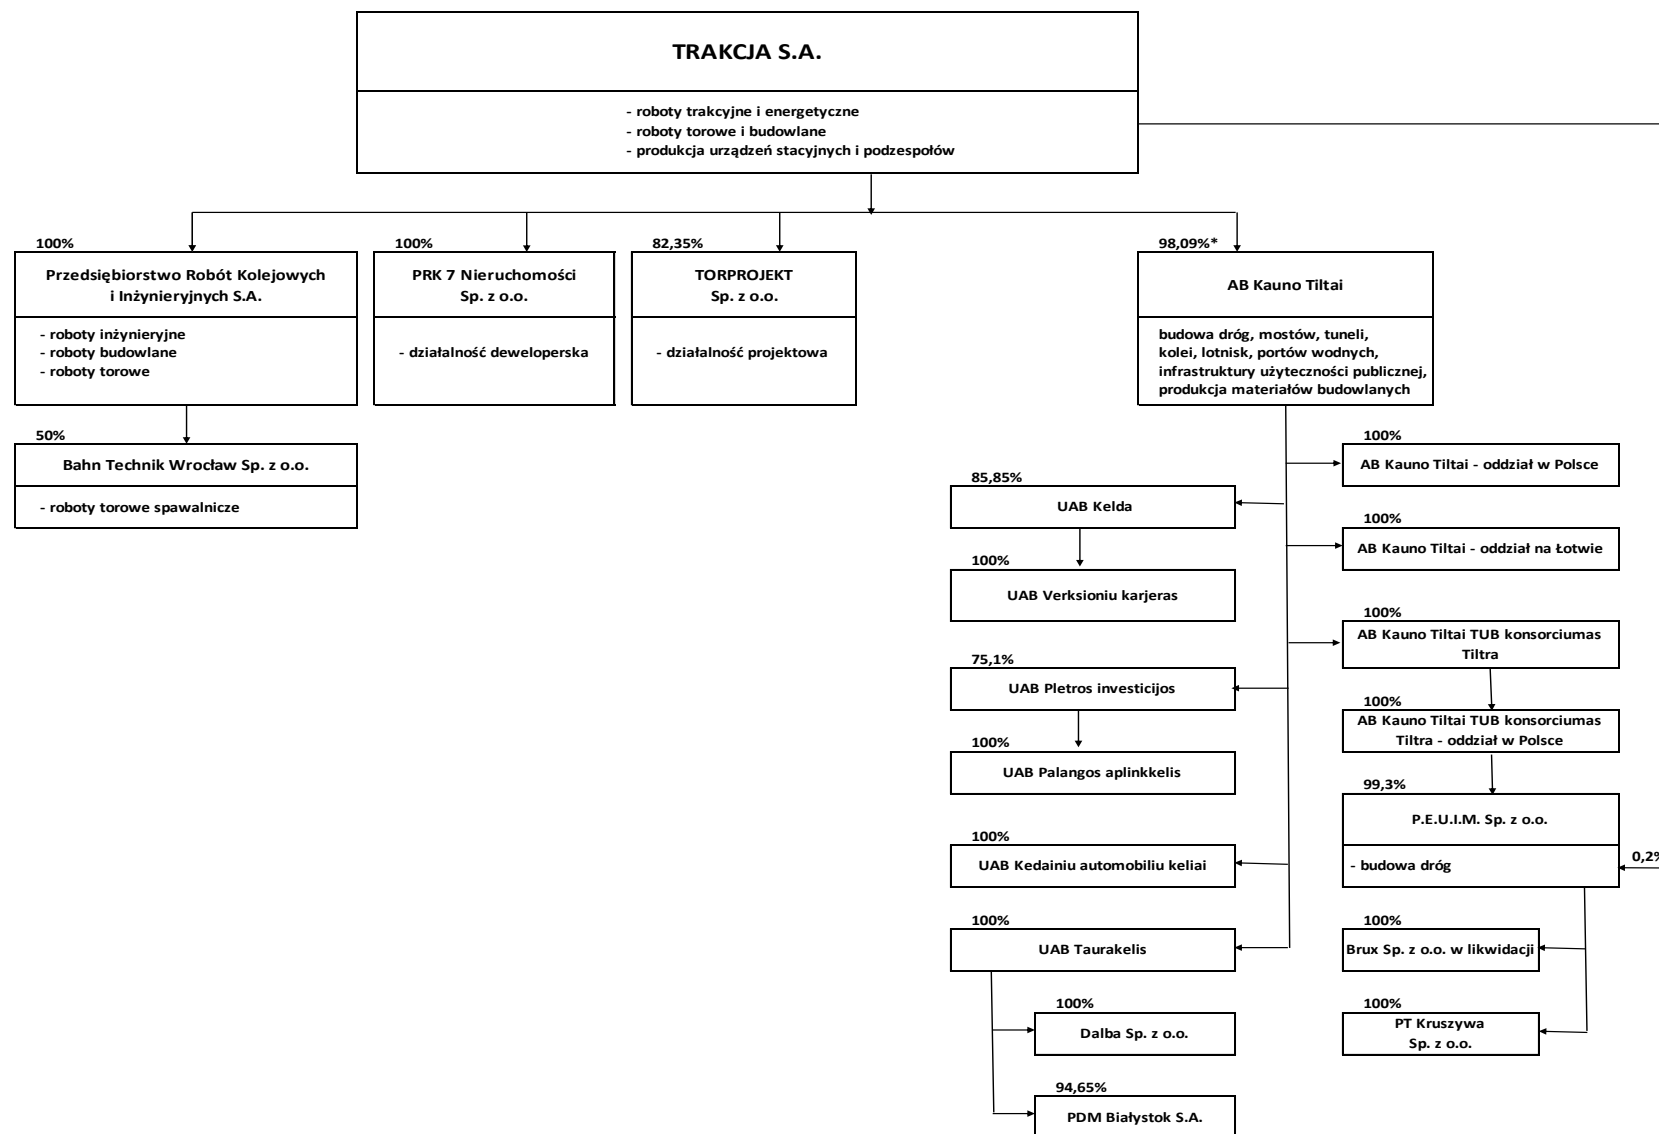 TRAKCJA S.A.
- roboty trakcyjne i energetyczne
- roboty torowe i budowlane
- produkcja urządzeń stacyjnych i podzespołów
100%
Przedsiębiorstwo Robót Kolejowych
i Inżynieryjnych S.A.
- roboty inżynieryjne
- roboty budowlane
- roboty torowe
50%
Bahn Technik Wrocław Sp. z o.o.
- roboty torowe spawalnicze
100%
PRK 7 Nieruchomości
Sp. z o.o.
- działalność deweloperska
82,35%
TORPROJEKT
Sp. z o.o.
- działalność projektowa
98,09%*
AB Kauno Tiltai
budowa dróg, mostów, tuneli,
kolei, lotnisk, portów wodnych,
infrastruktury użyteczności publicznej,
produkcja materiałów budowlanych
85,85%
UAB Kelda
100%
UAB Verksioniu karjeras
75,1%
UAB Pletros investicijos
100%
UAB Palangos aplinkkelis
100%
UAB Kedainiu automobiliu keliai
100%
UAB Taurakelis
100%
Dalba Sp. z o.o.
94,65%
PDM Białystok S.A.
100%
AB Kauno Tiltai - oddział w Polsce
100%
AB Kauno Tiltai - oddział na Łotwie
100%
AB Kauno Tiltai TUB konsorciumas
Tiltra
100%
AB Kauno Tiltai TUB konsorciumas
Tiltra - oddział w Polsce
99,3%
P.E.U.I.M. Sp. z o.o.
- budowa dróg
0,2%
100%
Brux Sp. z o.o. w likwidacji
100%
PT Kruszywa
Sp. z o.o.